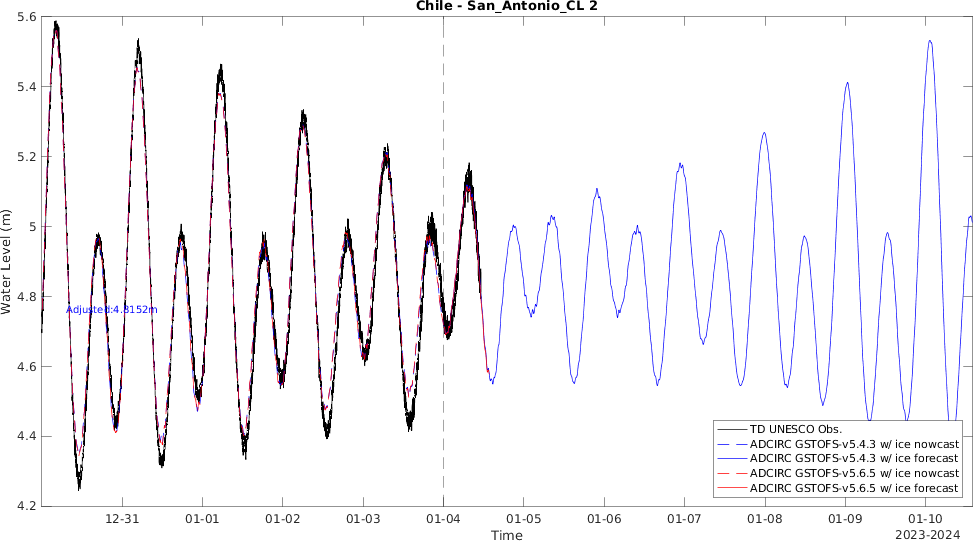 Chile - San_Antonio_CL 2
Water Level (m)
5.6
5.4
5.2
5
4.8
4.6
4.4
4.2
Adjusted:4.8152m
TD UNESCO Obs.
ADCIRC GSTOFS-v5.4.3 w/ ice nowcast
ADCIRC GSTOFS-v5.4.3 w/ ice forecast
ADCIRC GSTOFS-v5.6.5 w/ ice nowcast
ADCIRC GSTOFS-v5.6.5 w/ ice forecast
12-31 01-01 01-02 01-03 01-04 01-05 01-06 01-07 01-08 01-09 01-10
Time
2023-2024